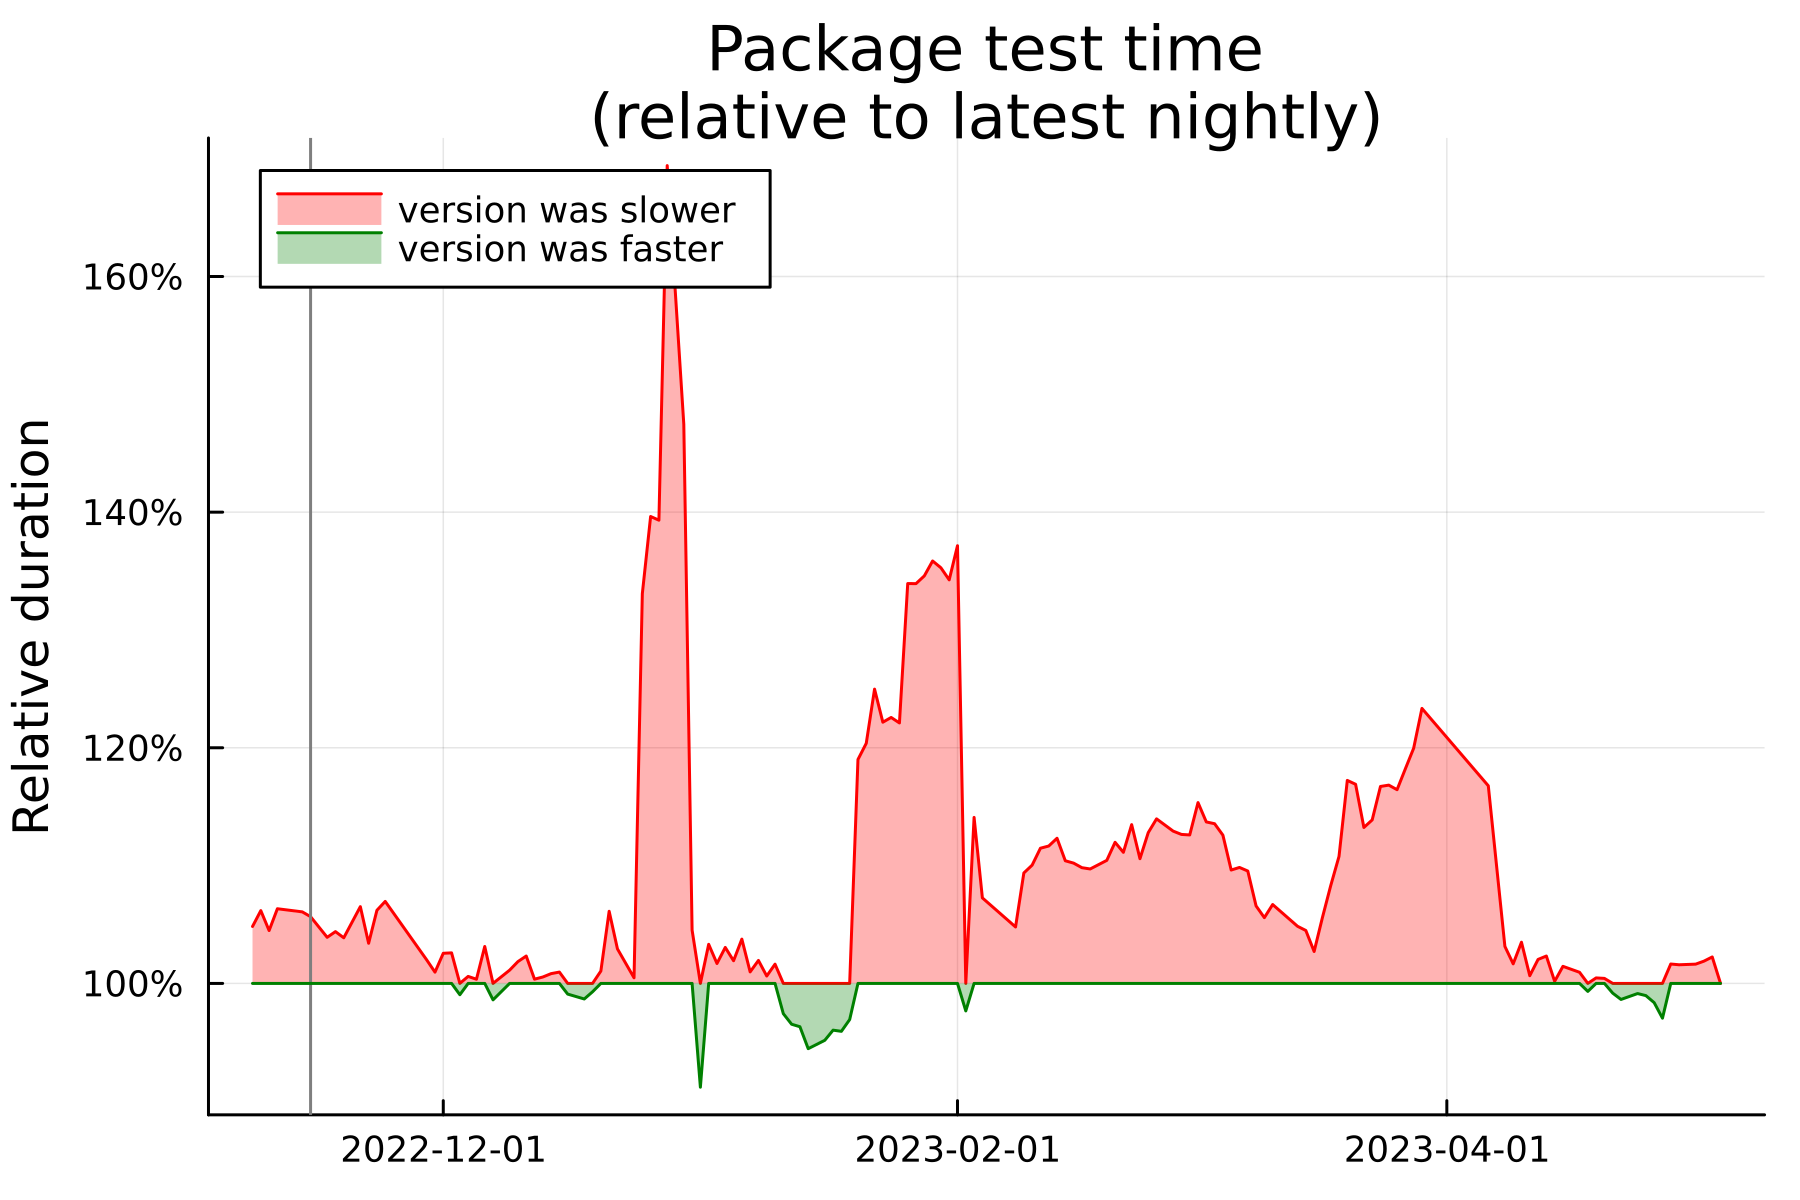 Package test time
(relative to latest nightly)
version was slower
version was faster
160%
140%
120%
100%
Relative duration
2022-12-01
2023-02-01
2023-04-01